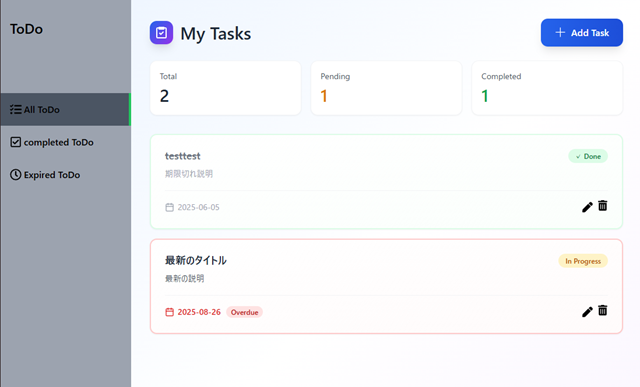 ToDo
All ToDo
completed ToDo
Expired ToDo
My Tasks
Add Task
Total
2
Pending
1
Completed
1
testtest
✓ Done
期限切れ説明
2025-06-05
最新のタイトル
In Progress
最新の説明
2025-08-26 Overdue